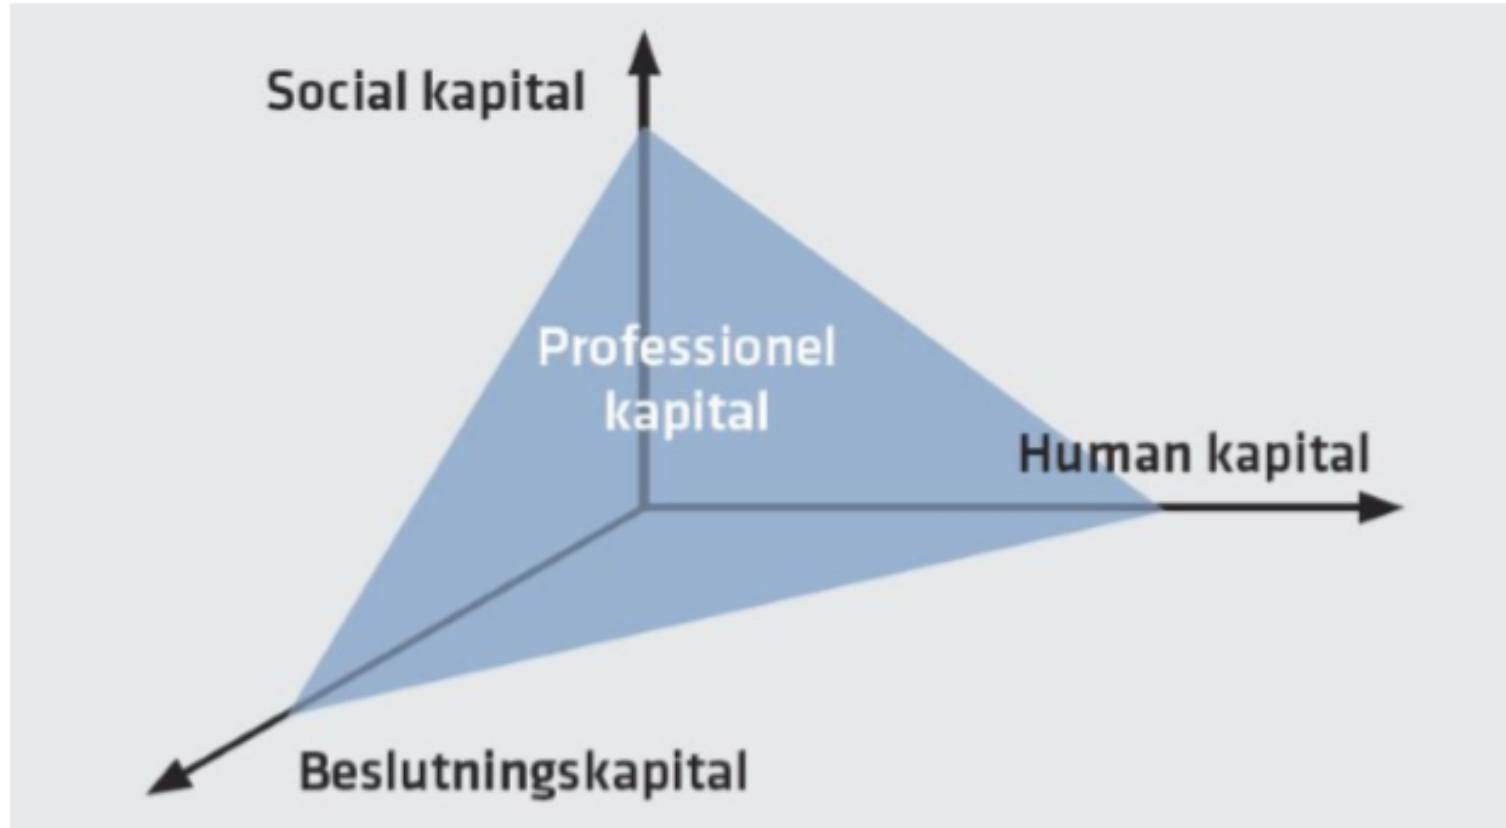 Social kapital
Professionel
kapital
Human kapital
Beslutningskapital